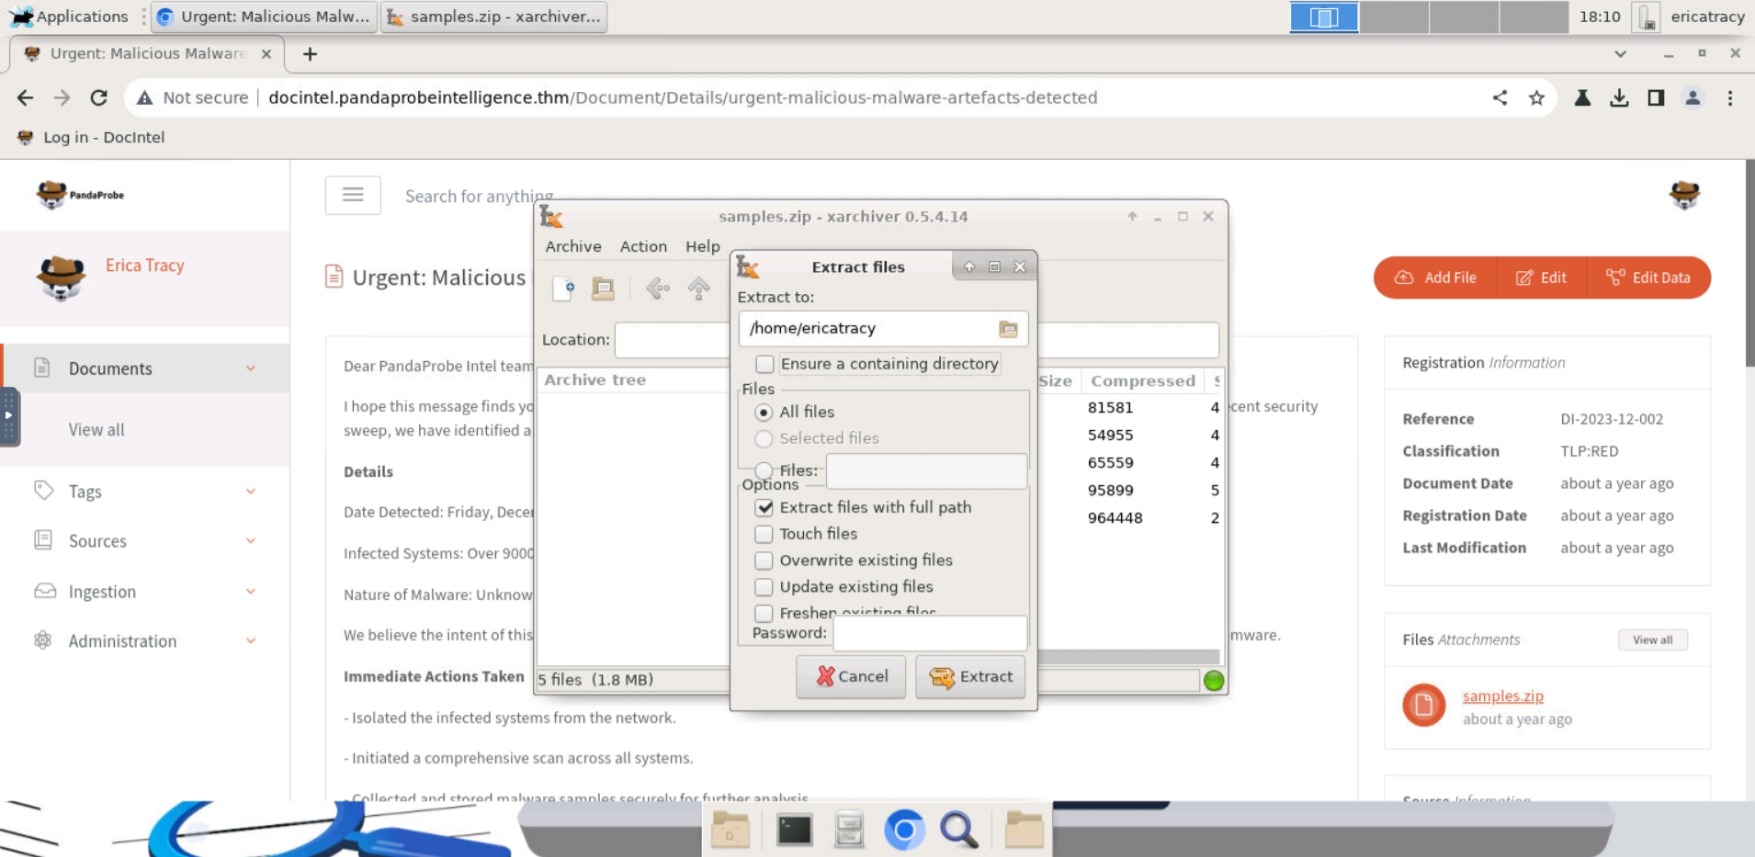 Applications
Urgent: Malicious Malw...
samples.zip - xarchiver...
18:10
ericatracy
Urgent: Malicious Malware
Not secure
docintel.pandaprobeintelligence.thm/Document/Details/urgent-malicious-malware-artefacts-detected
Log in - DocIntel
PandaProbe
Search for anything
Erica Tracy
Documents
View all
Tags
Sources
Ingestion
Administration
Urgent: Malicious
Add File
Edit
Edit Data
Dear PandaProbe Intel team
I hope this message finds yo
cent security
sweep, we have identified a
Details
Date Detected: Friday, Dece
Infected Systems: Over 9000
Nature of Malware: Unknow
We believe the intent of this
mware.
Immediate Actions Taken
- Isolated the infected systems from the network.
- Initiated a comprehensive scan across all systems.
- Collected and stored malware samples securely for further analysis.
samples.zip - xarchiver 0.5.4.14
Archive
Action
Help
Location:
Archive tree
Size
Compressed
S
81581 4
54955 4
65559 4
95899 5
964448 2
5 files (1.8 MB)
Extract files
Extract to:
/home/ericatracy
Ensure a containing directory
Files
All files
Selected files
Files:
Options
Extract files with full path
Touch files
Overwrite existing files
Update existing files
Freshen existing files
Password:
Cancel
Extract
Registration Information
Reference DI-2023-12-002
Classification TLP:RED
Document Date about a year ago
Registration Date about a year ago
Last Modification about a year ago
Files Attachments
View all
samples.zip
about a year ago
Source Information